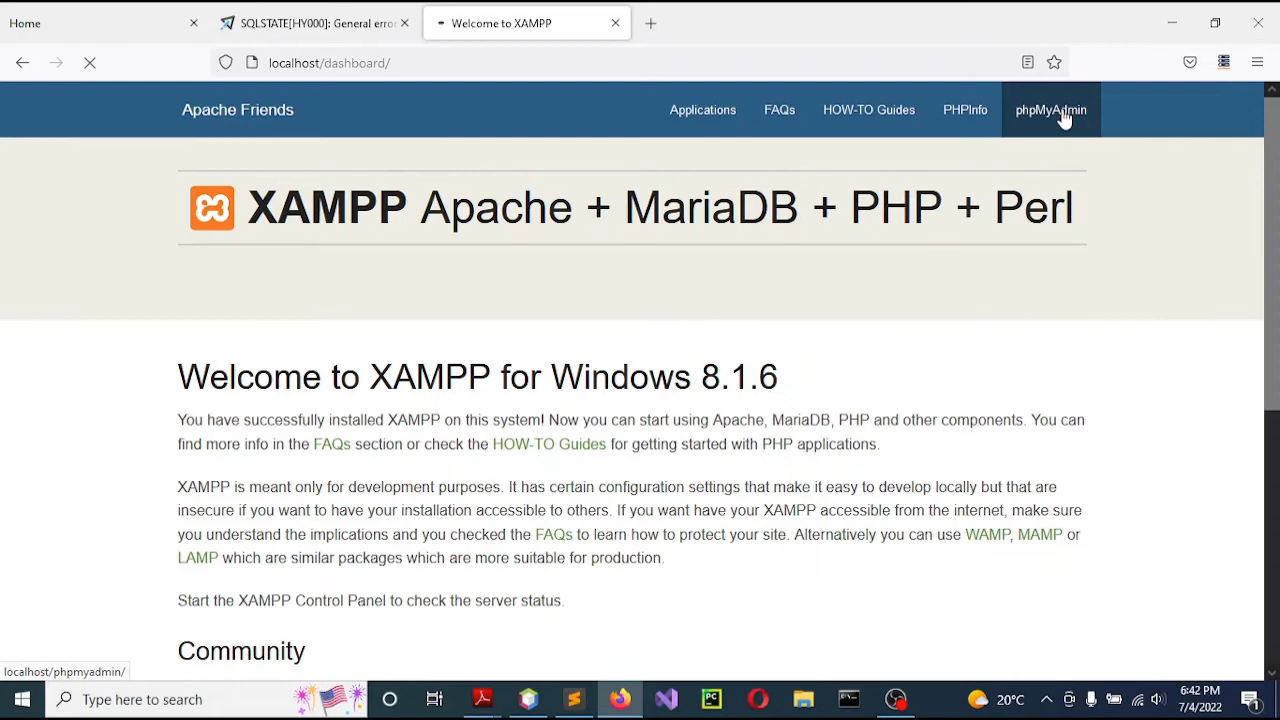 Home
SQLSTATE[HY000]: General error
Welcome to XAMPP
localhost/dashboard/
Apache Friends
Applications
FAQs
HOW-TO Guides
PHPInfo
phpMyAdmin
XAMPP Apache + MariaDB + PHP + Perl
Welcome to XAMPP for Windows 8.1.6
You have successfully installed XAMPP on this system! Now you can start using Apache, MariaDB, PHP and other components. You can
find more info in the FAQs section or check the HOW-TO Guides for getting started with PHP applications.
XAMPP is meant only for development purposes. It has certain configuration settings that make it easy to develop locally but that are
insecure if you want to have your installation accessible to others. If you want have your XAMPP accessible from the internet, make sure
you understand the implications and you checked the FAQs to learn how to protect your site. Alternatively you can use WAMP, MAMP or
LAMP which are similar packages which are more suitable for production.
Start the XAMPP Control Panel to check the server status.
Community
localhost/phpmyadmin/
Type here to search
20°C
6:42 PM
7/4/2022
1